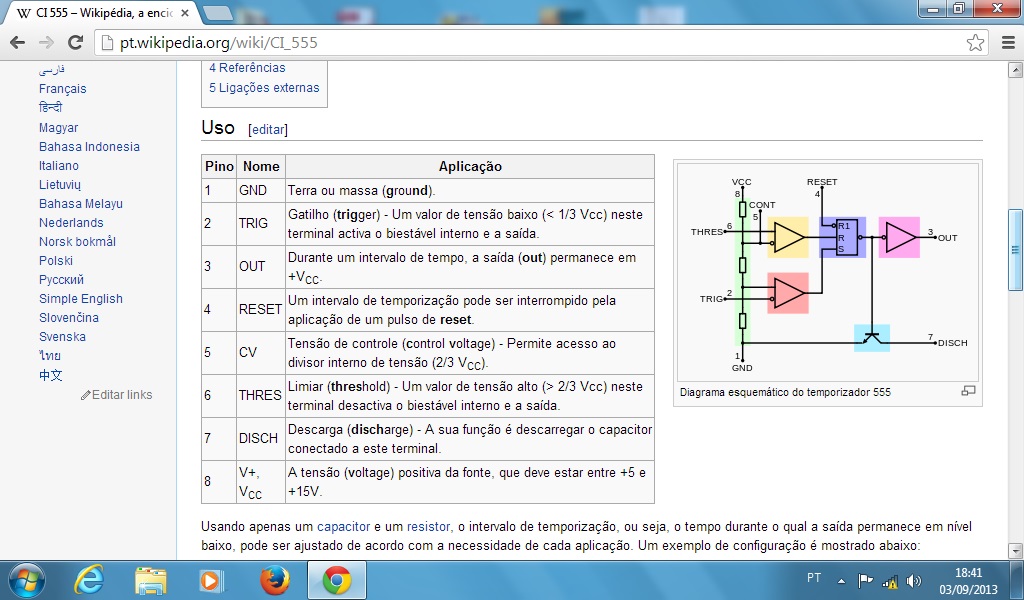 CI 555 – Wikipédia, a enci
pt.wikipedia.org/wiki/CI_555
فارسی
Français
हिन्दी
Magyar
Bahasa Indonesia
Italiano
Lietuvių
Bahasa Melayu
Nederlands
Norsk bokmål
Polski
Русский
Simple English
Slovenčina
Svenska
ไทย
中文
Editar links
4 Referências
5 Ligações externas
Uso [editar]
Pino Nome Aplicação
1 GND Terra ou massa (ground).
2 TRIG Gatilho (trigger) - Um valor de tensão baixo (< 1/3 Vcc) neste
terminal activa o biestável interno e a saída.
3 OUT Durante um intervalo de tempo, a saída (out) permanece em
+VCC.
4 RESET Um intervalo de temporização pode ser interrompido pela
aplicação de um pulso de reset.
5 CV Tensão de controle (control voltage) - Permite acesso ao
divisor interno de tensão (2/3 VCC).
6 THRES Limiar (threshold) - Um valor de tensão alto (> 2/3 Vcc) neste
terminal desactiva o biestável interno e a saída.
7 DISCH Descarga (discharge) - A sua função é descarregar o capacitor
conectado a este terminal.
8 V+, VCC A tensão (voltage) positiva da fonte, que deve estar entre +5 e
+15V.
VCC RESET
8 4
CONT
5
THRES 6 R1
R 3 OUT
S
TRIG 2
7 DISCH
1
GND
Diagrama esquemático do temporizador 555
Usando apenas um capacitor e um resistor, o intervalo de temporização, ou seja, o tempo durante o qual a saída permanece em nível
baixo, pode ser ajustado de acordo com a necessidade de cada aplicação. Um exemplo de configuração é mostrado abaixo:
PT 18:41
03/09/2013